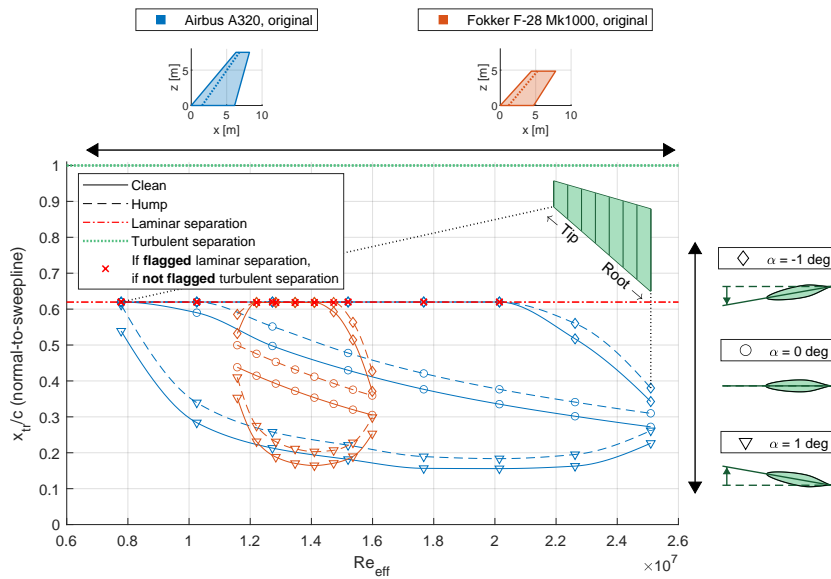 Airbus A320, original
Fokker F-28 Mk1000, original
z [m]
5
0
0
5
10
x [m]
z [m]
5
0
0
5
10
x [m]
1
0.9
0.8
0.7
0.6
0.5
0.4
0.3
0.2
0.1
0
x_tr/c (normal-to-sweepline)
Clean
Hump
Laminar separation
Turbulent separation
If flagged laminar separation,
if not flagged turbulent separation
← Tip
Root →
α = -1 deg
α = 0 deg
α = 1 deg
0.6
0.8
1
1.2
1.4
1.6
1.8
2
2.2
2.4
2.6
×10^7
Re_eff